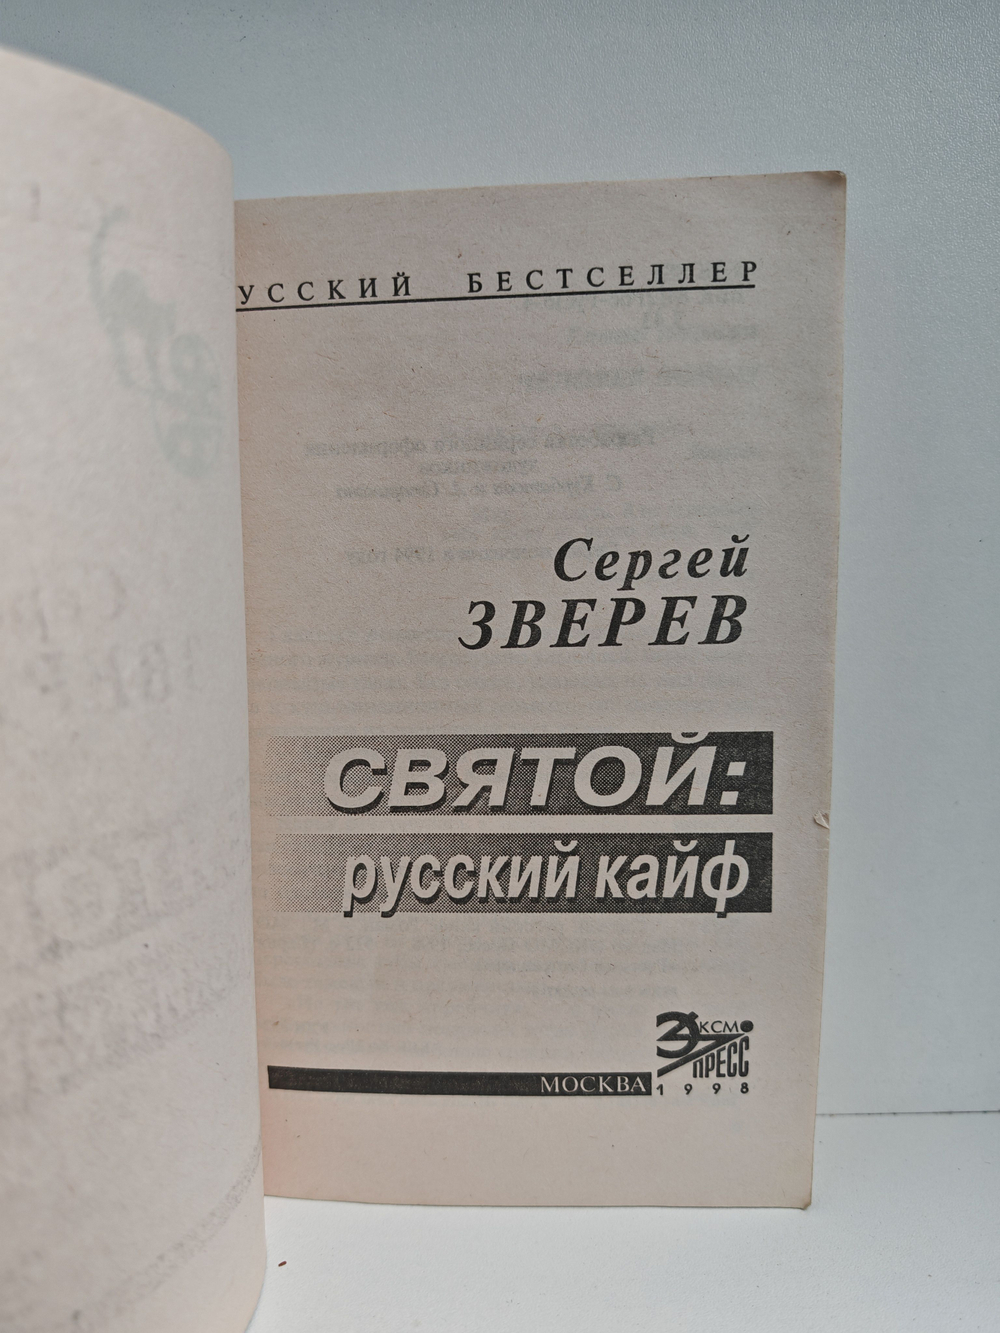 УССКИЙ БЕСТСЕЛЛЕР
Сергей
ЗВЕРЕВ
СВЯТОЙ:
русский кайф
ЭКСМО
ПРЕСС
МОСКВА 1998